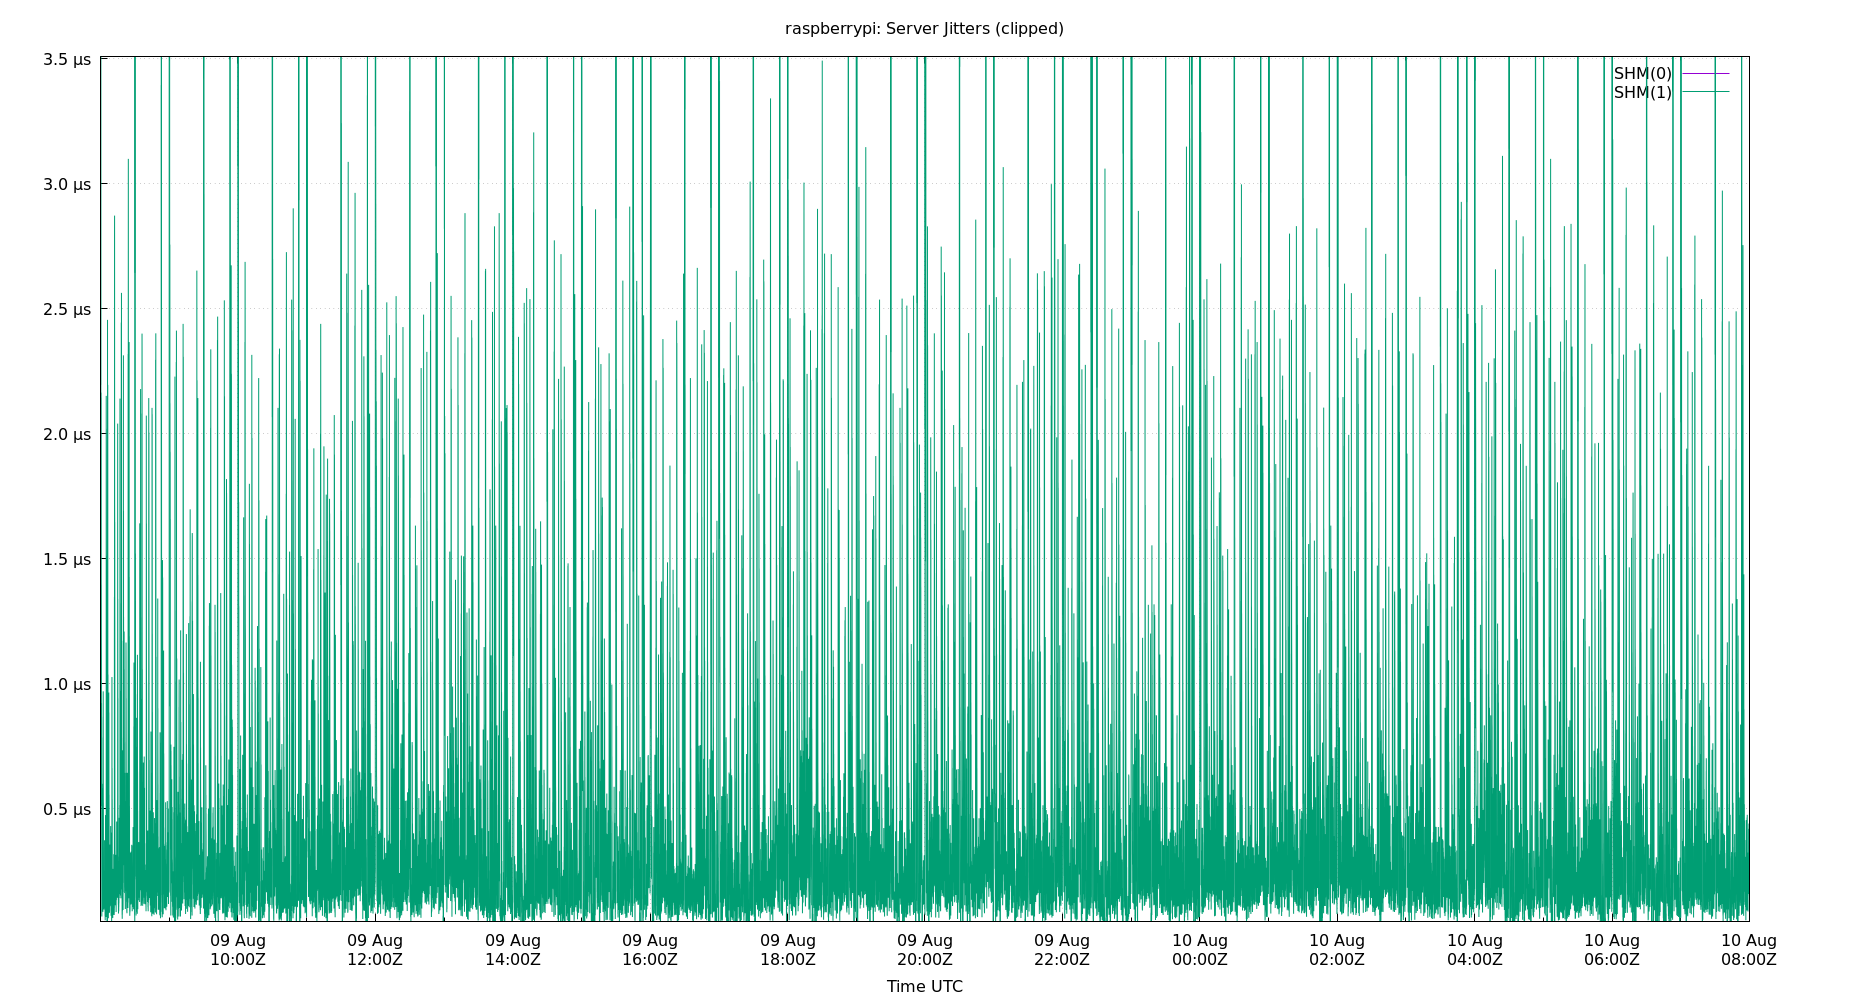 raspberrypi: Server Jitters (clipped)
3.5 µs
SHM(0)
SHM(1)
3.0 µs
2.5 µs
2.0 µs
1.5 µs
1.0 µs
0.5 µs
09 Aug 09 Aug 09 Aug 09 Aug 09 Aug 09 Aug 09 Aug 10 Aug 10 Aug 10 Aug 10 Aug 10 Aug
10:00Z 12:00Z 14:00Z 16:00Z 18:00Z 20:00Z 22:00Z 00:00Z 02:00Z 04:00Z 06:00Z 08:00Z
Time UTC